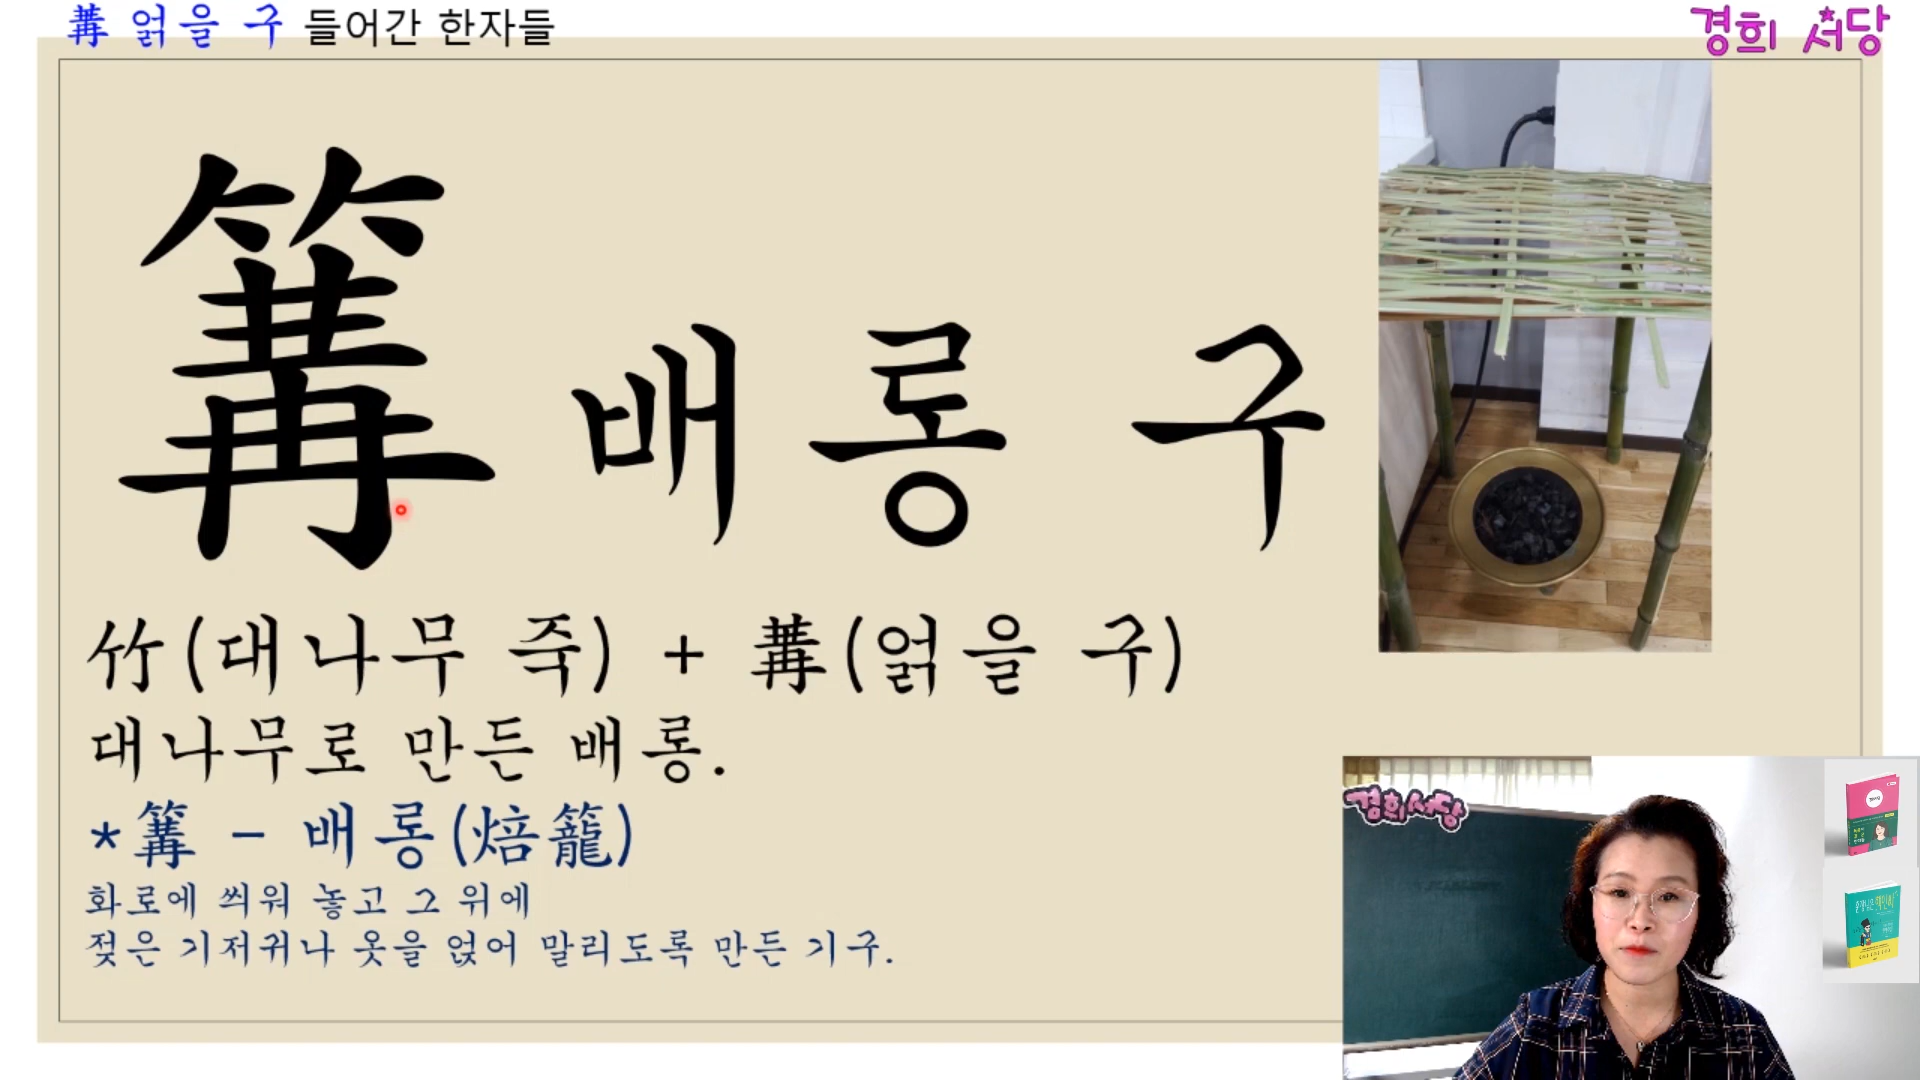 冓 얽을 구 들어간 한자들
경희 서당
篝 배롱 구
竹(대나무 죽) + 冓(얽을 구)
대나무로 만든 배롱.
*篝 - 배롱(焙籠)
화로에 씌워 놓고 그 위에
젖은 기저귀나 옷을 얹어 말리도록 만든 기구.
경희서당